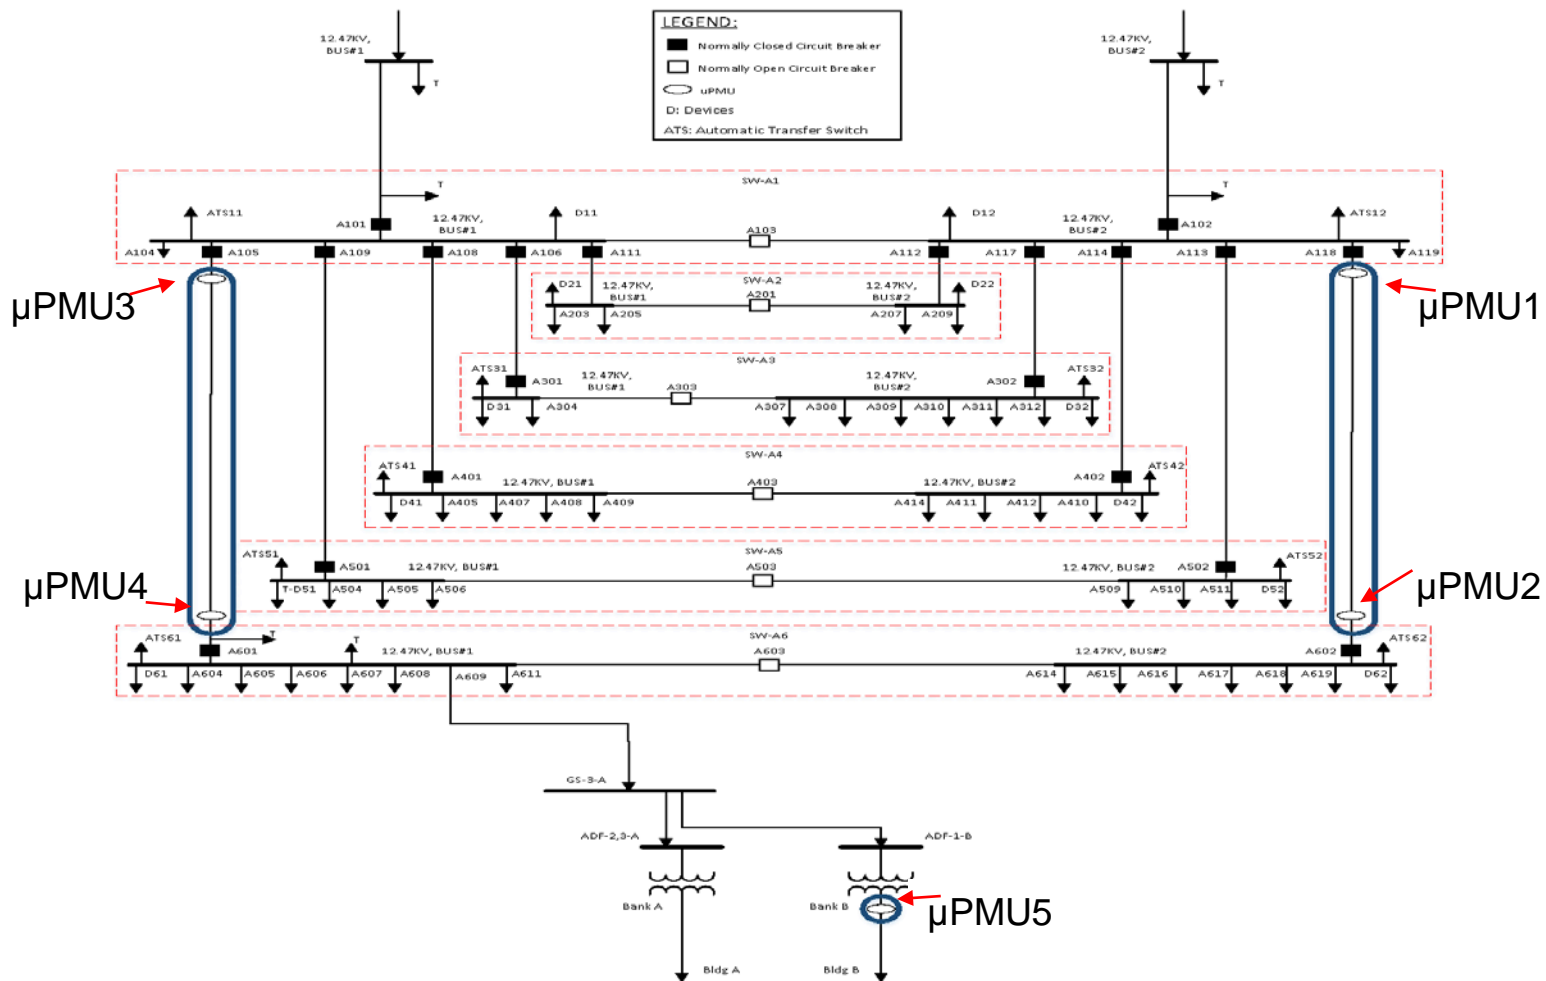 LEGEND:
Normally Closed Circuit Breaker
Normally Open Circuit Breaker
uPMU
D: Devices
ATS: Automatic Transfer Switch
12.47KV,
BUS#1
T
12.47KV,
BUS#2
T
SW-A1
T
T
ATS11
A101
12.47KV,
BUS#1
D11
A103
D12
12.47KV,
BUS#2
A102
ATS12
A104
A105
A109
A108
A106
A111
A112
A117
A114
A113
A118
A119
µPMU3
µPMU1
SW-A2
D21
12.47KV,
BUS#1
A201
12.47KV,
BUS#2
D22
A203
A205
A207
A209
SW-A3
ATS31
A301
12.47KV,
BUS#1
A303
12.47KV,
BUS#2
A302
ATS32
D31
A304
A307
A308
A309
A310
A311
A312
D32
SW-A4
ATS41
A401
12.47KV, BUS#1
A403
12.47KV, BUS#2
A402
ATS42
D41
A405
A407
A408
A409
A414
A411
A412
A410
D42
SW-A5
ATS51
A501
12.47KV, BUS#1
A503
12.47KV, BUS#2
A502
ATS52
T-D51
A504
A505
A506
A509
A510
A511
D52
µPMU4
µPMU2
SW-A6
ATS61
A601
T
T
12.47KV, BUS#1
A603
12.47KV, BUS#2
A602
ATS62
D61
A604
A605
A606
A607
A608
A609
A611
A614
A615
A616
A617
A618
A619
D62
GS-3-A
ADF-2,3-A
ADF-1-B
Bank A
Bank B
µPMU5
Bldg A
Bldg B